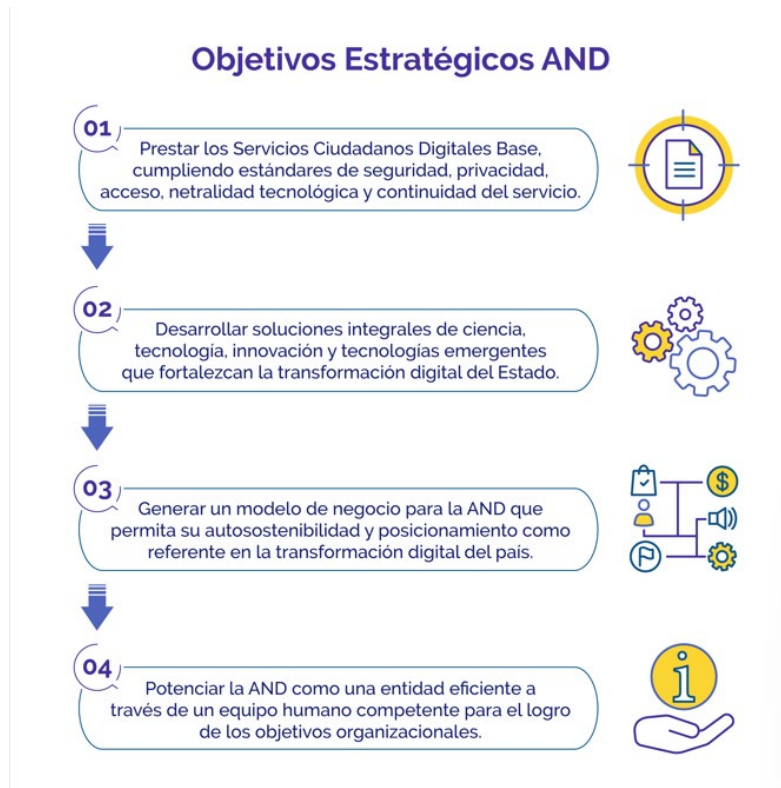 Objetivos Estratégicos AND
01
Prestar los Servicios Ciudadanos Digitales Base,
cumpliendo estándares de seguridad, privacidad,
acceso, netralidad tecnológica y continuidad del servicio.
02
Desarrollar soluciones integrales de ciencia,
tecnología, innovación y tecnologías emergentes
que fortalezcan la transformación digital del Estado.
03
Generar un modelo de negocio para la AND que
permita su autosostenibilidad y posicionamiento como
referente en la transformación digital del país.
$
04
Potenciar la AND como una entidad eficiente a
través de un equipo humano competente para el logro
de los objetivos organizacionales.
i